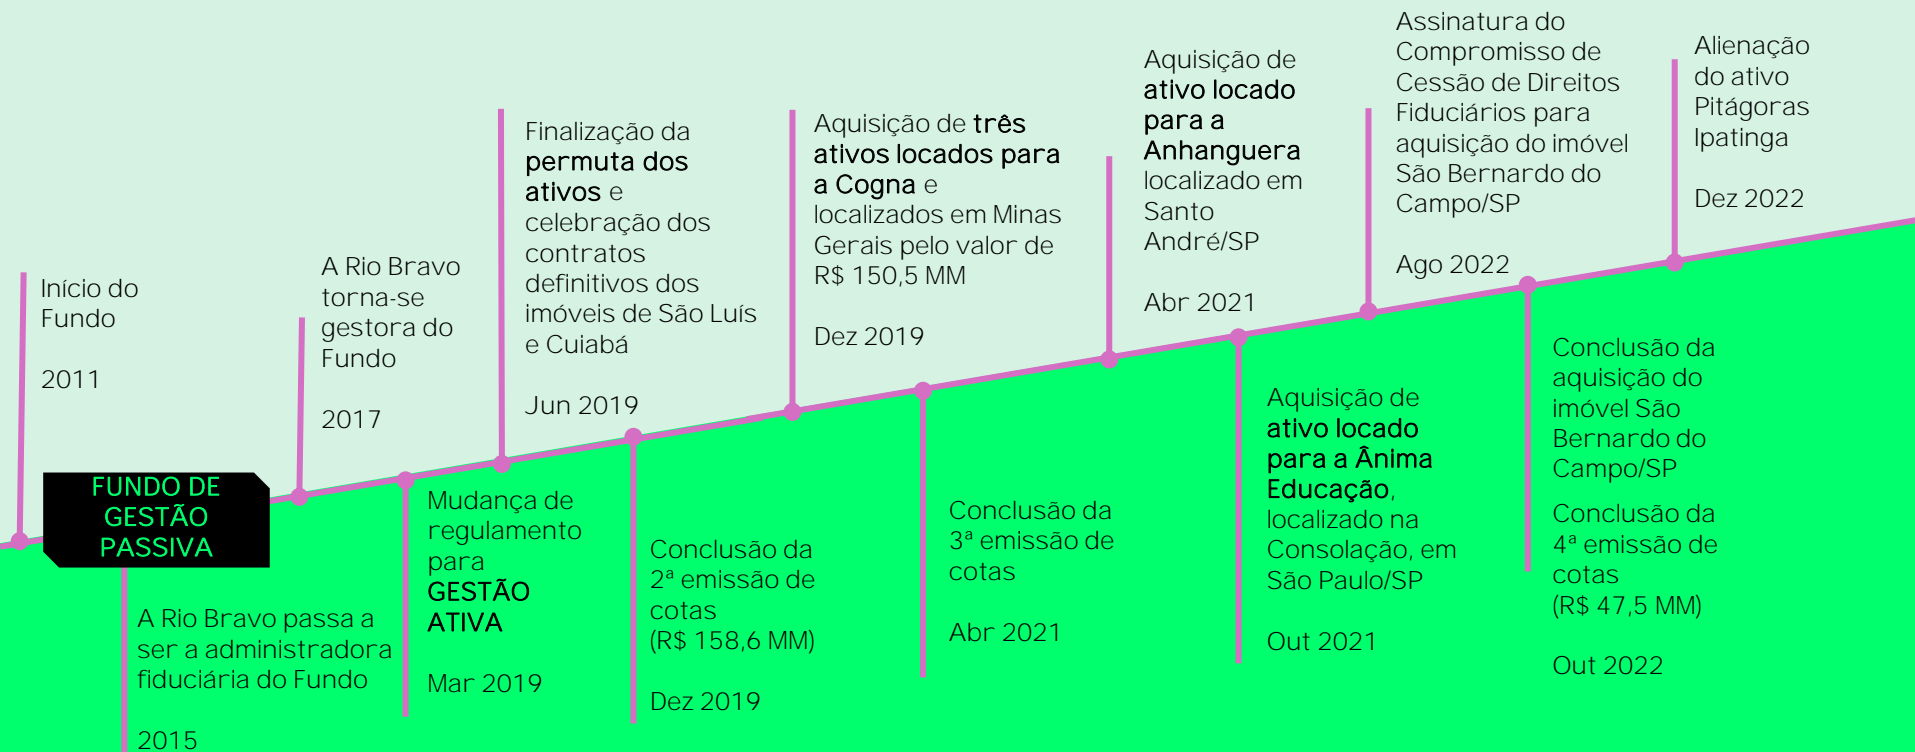 Início do
Fundo
2011
FUNDO DE
GESTÃO
PASSIVA
A Rio Bravo passa a
ser a administradora
fiduciária do Fundo
2015
A Rio Bravo
torna-se
gestora do
Fundo
2017
Mudança de
regulamento
para
GESTÃO
ATIVA
Mar 2019
Finalização da
permuta dos
ativos e
celebração dos
contratos
definitivos dos
imóveis de São Luís
e Cuiabá
Jun 2019
Conclusão da
2ª emissão de
cotas
(R$ 158,6 MM)
Dez 2019
Aquisição de três
ativos locados para
a Cogna e
localizados em Minas
Gerais pelo valor de
R$ 150,5 MM
Dez 2019
Conclusão da
3ª emissão de
cotas
Abr 2021
Aquisição de
ativo locado
para a
Anhanguera
localizado em
Santo
André/SP
Abr 2021
Aquisição de
ativo locado
para a Ânima
Educação,
localizado na
Consolação, em
São Paulo/SP
Out 2021
Assinatura do
Compromisso de
Cessão de Direitos
Fiduciários para
aquisição do imóvel
São Bernardo do
Campo/SP
Ago 2022
Conclusão da
aquisição do
imóvel São
Bernardo do
Campo/SP
Conclusão da
4ª emissão de
cotas
(R$ 47,5 MM)
Out 2022
Alienação
do ativo
Pitágoras
Ipatinga
Dez 2022